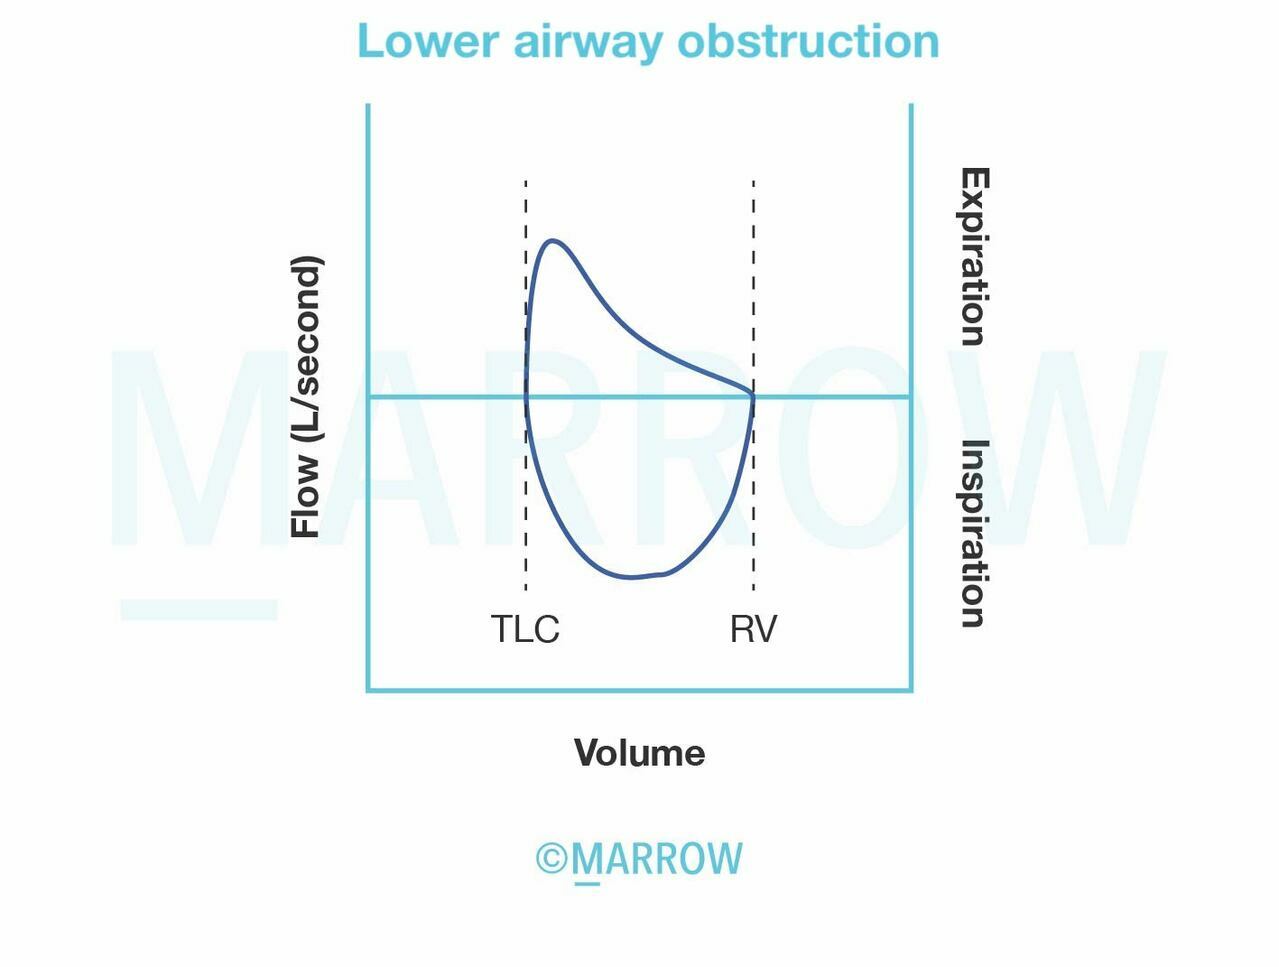 Lower airway obstruction
Flow (L/second)
Expiration
Inspiration
MARROW
TLC
RV
Volume
©MARROW